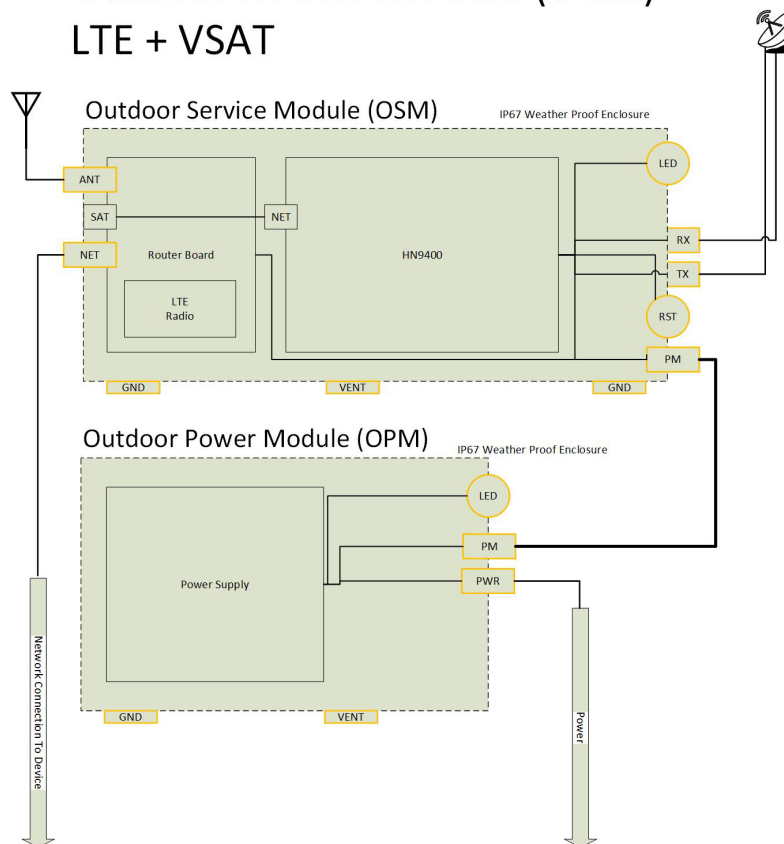 LTE + VSAT
Outdoor Service Module (OSM)
IP67 Weather Proof Enclosure
ANT
LED
SAT
NET
NET
Router Board
HN9400
RX
TX
LTE
Radio
RST
PM
GND
VENT
GND
Outdoor Power Module (OPM)
IP67 Weather Proof Enclosure
LED
PM
Power Supply
PWR
GND
VENT
Network Connection To Device
Power